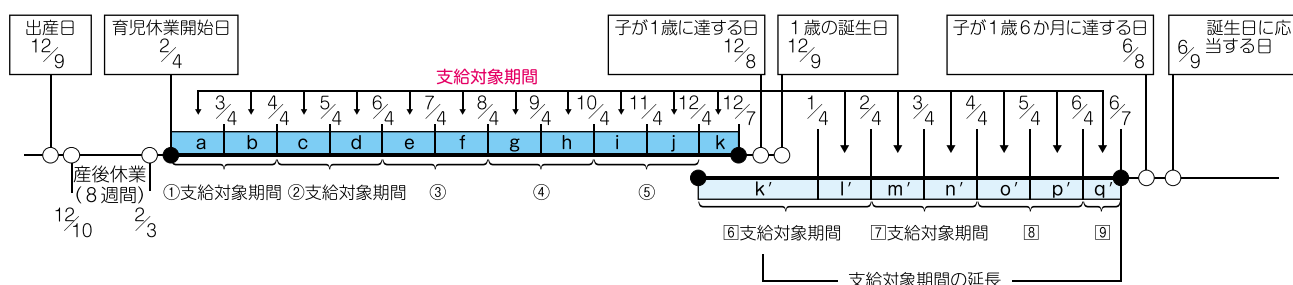 出産日
12/9
育児休業開始日
2/4
子が1歳に達する日
12/8
1歳の誕生日
12/9
子が1歳6か月に達する日
6/8
誕生日に応
当する日
6/9
支給対象期間
3/4 4/4 5/4 6/4 7/4 8/4 9/4 10/4 11/4 12/4 12/7 1/4 2/4 3/4 4/4 5/4 6/4 6/7
a b c d e f g h i j k
産後休業
(8週間)
12/10
2/3
①支給対象期間 ②支給対象期間 ③ ④ ⑤
k′ l′ m′ n′ o′ p′ q′
6支給対象期間 7支給対象期間 8 9
支給対象期間の延長